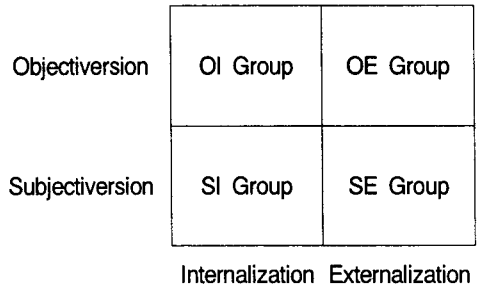 Objectiversion OI Group OE Group
Subjectiversion SI Group SE Group
Internalization Externalization